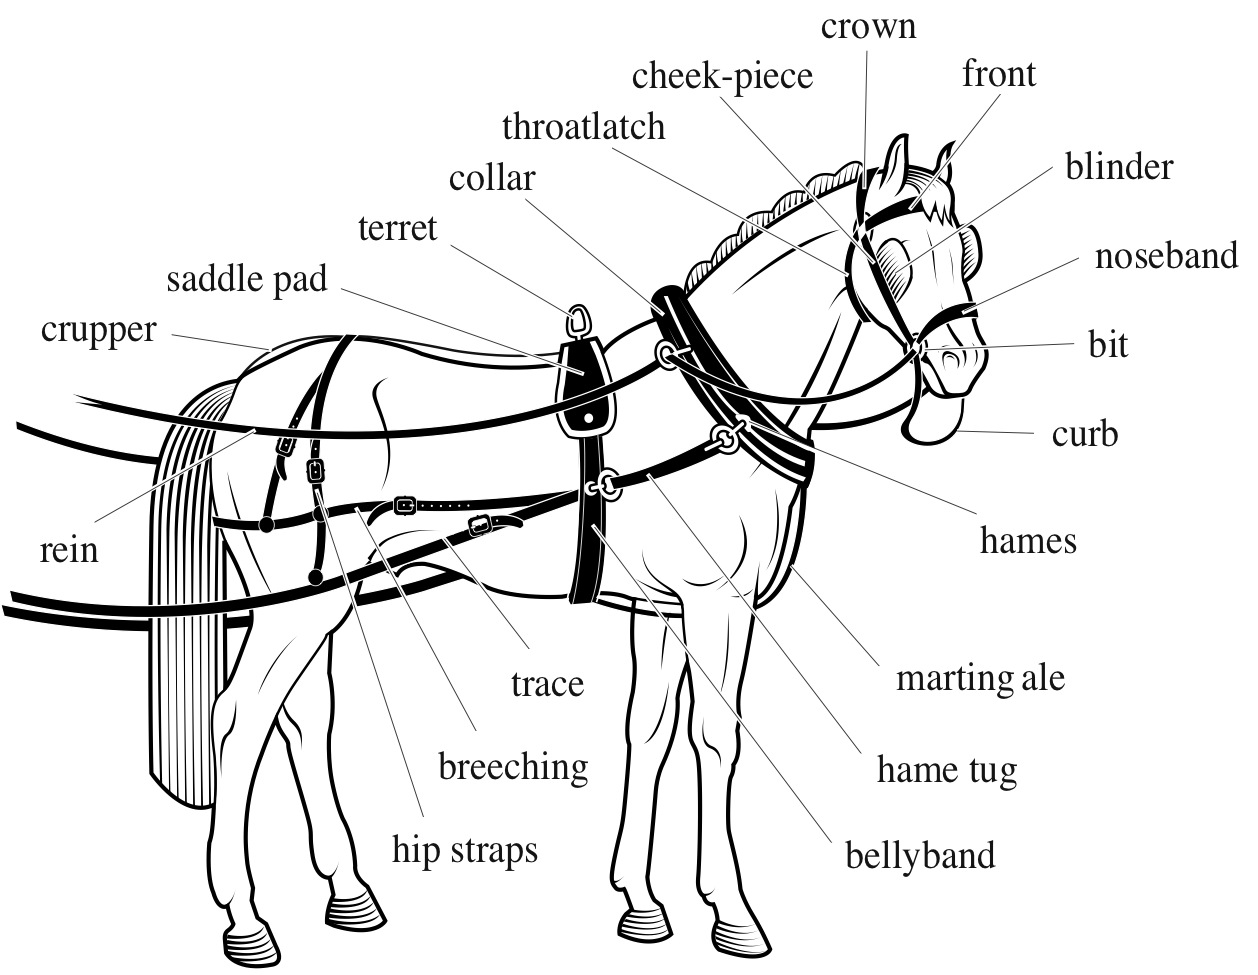 crown
cheek-piece
front
throatlatch
blinder
collar
terret
noseband
saddle pad
crupper
bit
curb
hames
rein
marting ale
trace
breeching
hame tug
hip straps
bellyband